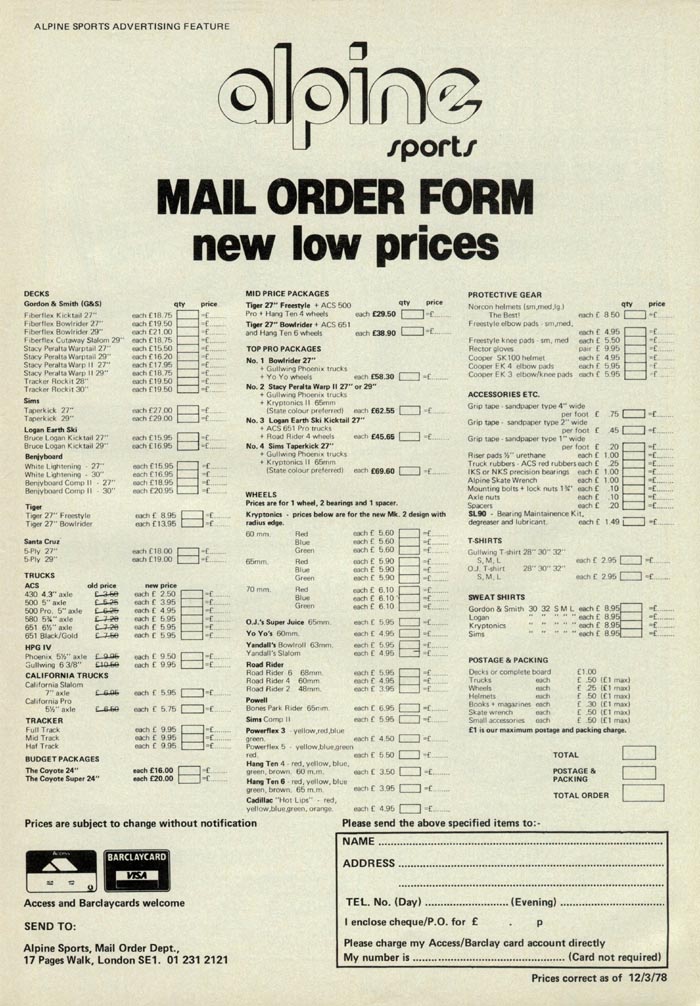 ALPINE SPORTS ADVERTISING FEATURE
alpine
sports
MAIL ORDER FORM
new low prices
DECKS
Gordon & Smith (G&S) qty price
Fiberflex Kicktail 27" each £18.75 =£
Fiberflex Bowlrider 27" each £19.50 =£
Fiberflex Bowlrider 29" each £21.00 =£
Fiberflex Cutaway Slalom 29" each £18.75 =£
Stacy Peralta Warptail 27" each £15.50 =£
Stacy Peralta Warptail 29" each £16.20 =£
Stacy Peralta Warp II 27" each £17.95 =£
Stacy Peralta Warp II 29" each £18.75 =£
Tracker Rockit 28" each £19.50 =£
Tracker Rockit 30" each £19.50 =£
Sims
Taperkick 27" each £27.00 =£
Taperkick 29" each £29.00 =£
Logan Earth Ski
Bruce Logan Kicktail 27" each £15.95 =£
Bruce Logan Kicktail 29" each £16.95 =£
Benjyboard
White Lightening - 27" each £15.95 =£
White Lightening - 30" each £16.95 =£
Benjyboard Comp II - 27" each £18.95 =£
Benjyboard Comp II - 30" each £20.95 =£
Tiger
Tiger 27" Freestyle each £ 8.95 =£
Tiger 27" Bowlrider each £13.95 =£
Santa Cruz
5-Ply 27" each £18.00 =£
5-Ply 29" each £19.00 =£
TRUCKS
ACS old price new price
430 4.3" axle £ 3.50 each £ 2.50 =£
500 5" axle £ 5.25 each £ 3.95 =£
500 Pro. 5" axle £ 6.25 each £ 4.95 =£
580 5¾" axle £ 7.20 each £ 5.95 =£
651 6½" axle £ 7.20 each £ 5.95 =£
651 Black/Gold £ 7.50 each £ 5.95 =£
HPG IV
Phoenix 5½" axle £ 9.95 each £ 9.50 =£
Gullwing 6 3/8" £10.50 each £ 9.95 =£
CALIFORNIA TRUCKS
California Slalom
7" axle £ 6.95 each £ 5.95 =£
California Pro
5½" axle £ 6.50 each £ 5.75 =£
TRACKER
Full Track each £ 9.95 =£
Mid Track each £ 9.95 =£
Haf Track each £ 9.95 =£
BUDGET PACKAGES
The Coyote 24" each £16.00 =£
The Coyote Super 24" each £20.00 =£
MID PRICE PACKAGES
qty price
Tiger 27" Freestyle + ACS 500
Pro + Hang Ten 4 wheels each £29.50 =£
Tiger 27" Bowlrider + ACS 651
and Hang Ten 6 wheels each £38.90 =£
TOP PRO PACKAGES
No. 1 Bowlrider 27"
+ Gullwing Phoenix trucks
+ Yo Yo wheels each £58.30 =£
No. 2 Stacy Peralta Warp II 27" or 29"
+ Gullwing Phoenix trucks
+ Kryptonics II 65mm
(State colour preferred) each £62.55 =£
No. 3 Logan Earth Ski Kicktail 27"
+ ACS 651 Pro trucks
+ Road Rider 4 wheels each £45.65 =£
No. 4 Sims Taperkick 27"
+ Gullwing Phoenix trucks
+ Kryptonics II 65mm
(State colour preferred) each £69.60 =£
WHEELS
Prices are for 1 wheel, 2 bearings and 1 spacer.
Kryptonics - prices below are for the new Mk. 2 design with
radius edge.
60 mm. Red each £ 5.60 =£
Blue each £ 5.60 =£
Green each £ 5.60 =£
65mm. Red each £ 5.90 =£
Blue each £ 5.90 =£
Green each £ 5.90 =£
70 mm. Red each £ 6.10 =£
Blue each £ 6.10 =£
Green each £ 6.10 =£
O.J.'s Super Juice 65mm. each £ 5.95 =£
Yo Yo's 60mm. each £ 4.95 =£
Yandall's Bowlroll 63mm. each £ 5.95 =£
Yandall's Slalom each £ 4.95 =£
Road Rider
Road Rider 6 68mm. each £ 5.95 =£
Road Rider 4 60mm. each £ 4.95 =£
Road Rider 2 48mm. each £ 3.95 =£
Powell
Bones Park Rider 65mm. each £ 6.95 =£
Sims Comp II each £ 5.95 =£
Powerflex 3 - yellow,red,blue
green. each £ 4.50 =£
Powerflex 5 - yellow,blue,green
red. each £ 5.50 =£
Hang Ten 4 - red, yellow, blue,
green, brown. 60 m.m. each £ 3.50 =£
Hang Ten 6 - red, yellow, blue
green, brown. 65 m.m. each £ 3.95 =£
Cadillac "Hot Lips" - red,
yellow,blue,green, orange. each £ 4.95 =£
PROTECTIVE GEAR
Norcon helmets (sm,med,lg.) qty price
The Best! each £ 8.50 =£
Freestyle elbow pads - sm,med,
each £ 4.95 =£
Freestyle knee pads - sm, med each £ 5.50 =£
Rector gloves pair £ 9.95 =£
Cooper SK100 helmet each £ 4.95 =£
Cooper EK 4 elbow pads each £ 5.95 =£
Cooper EK 3 elbow/knee pads each £ 5.95 =£
ACCESSORIES ETC.
Grip tape - sandpaper type 4" wide
per foot £ .75 =£
Grip tape - sandpaper type 2" wide
per foot £ .45 =£
Grip tape - sandpaper type 1" wide
per foot £ .20 =£
Riser pads ½" urethane each £ 1.00 =£
Truck rubbers - ACS red rubbers each £ .25 =£
IKS or NKS precision bearings each £ 1.00 =£
Alpine Skate Wrench each £ 1.00 =£
Mounting bolts + lock nuts 1¾" each £ .10 =£
Axle nuts each £ .10 =£
Spacers each £ .20 =£
SL90 - Bearing Maintainence Kit,
degreaser and lubricant. each £ 1.49 =£
T-SHIRTS
Gullwing T-shirt 28" 30" 32"
S, M, L each £ 2.95 =£
O.J. T-shirt 28" 30" 32"
S, M, L each £ 2.95 =£
SWEAT SHIRTS
Gordon & Smith 30 32 S M L each £ 8.95 =£
Logan " " " " " each £ 8.95 =£
Kryptonics " " " " " each £ 8.95 =£
Sims " " " " " each £ 8.95 =£
POSTAGE & PACKING
Decks or complete board £1.00
Trucks each £ .50 (£1 max)
Wheels each £ .25 (£1 max)
Helmets each £ .50 (£1 max)
Books + magazines each £ .30 (£1 max)
Skate wrench each £ .50 (£1 max)
Small accessories each £ .50 (£1 max)
£1 is our maximum postage and packing charge.
TOTAL
POSTAGE &
PACKING
TOTAL ORDER
Prices are subject to change without notification
Access
BARCLAYCARD
VISA
Access and Barclaycards welcome
SEND TO:
Alpine Sports, Mail Order Dept.,
17 Pages Walk, London SE1. 01 231 2121
Please send the above specified items to:-
NAME
ADDRESS
TEL. No. (Day) (Evening)
I enclose cheque/P.O. for £ . p
Please charge my Access/Barclay card account directly
My number is (Card not required)
Prices correct as of 12/3/78